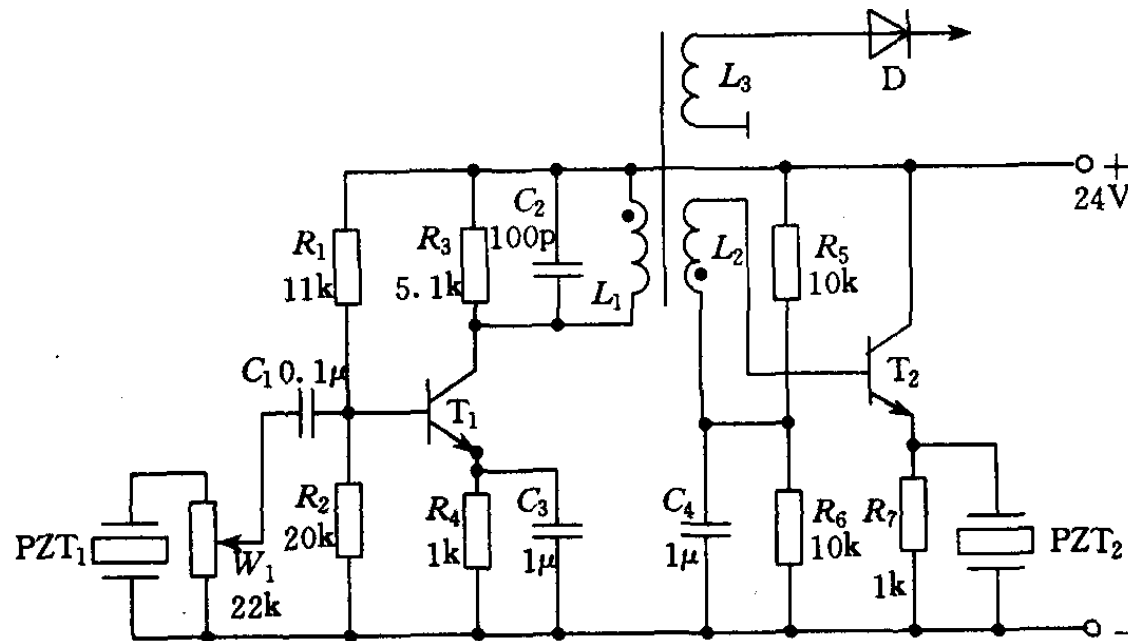 L₃
D
+
24V
C₂
100p
R₁
11k
R₃
5.1k
L₁
L₂
R₅
10k
C₁ 0.1μ
T₁
T₂
PZT₁
W₁
22k
R₂
20k
R₄
1k
C₃
1μ
C₄
1μ
R₆
10k
R₇
1k
PZT₂
−